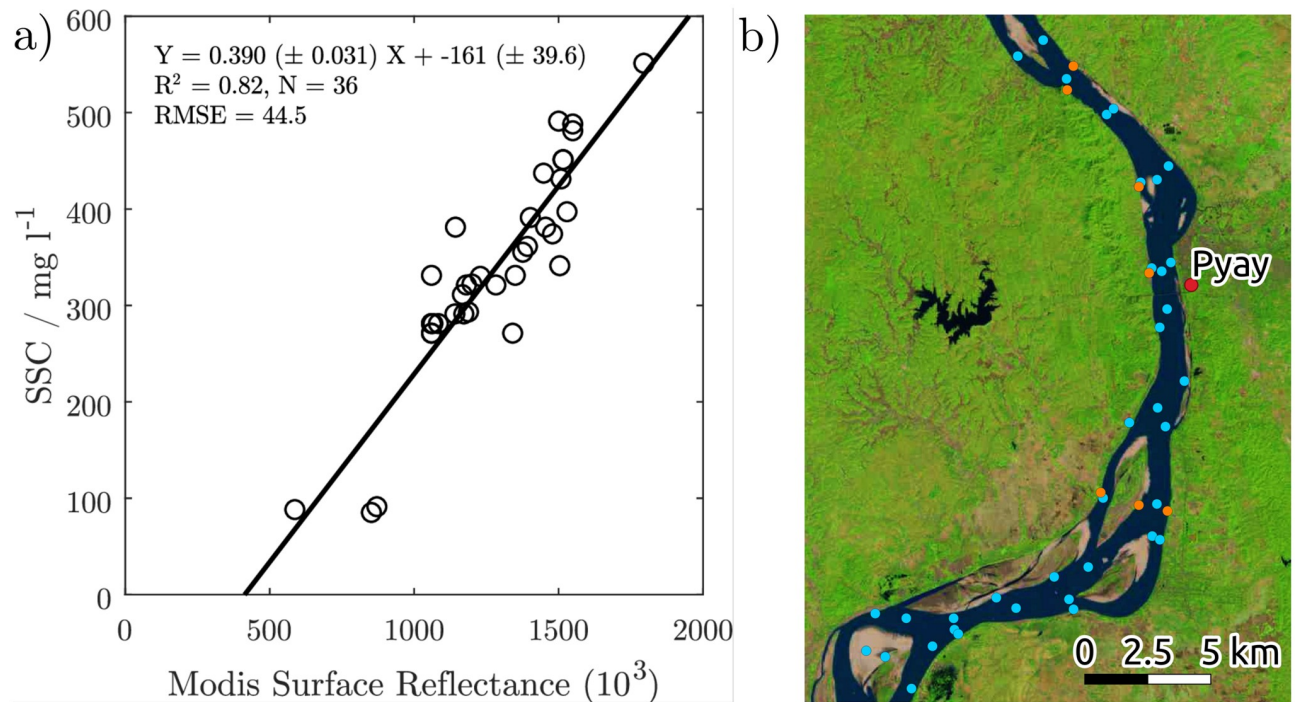 a)
600
500
400
300
200
100
0
SSC / mg l⁻¹
Y = 0.390 (± 0.031) X + -161 (± 39.6)
R² = 0.82, N = 36
RMSE = 44.5
0 500 1000 1500 2000
Modis Surface Reflectance (10³)
b)
Pyay
0 2.5 5 km